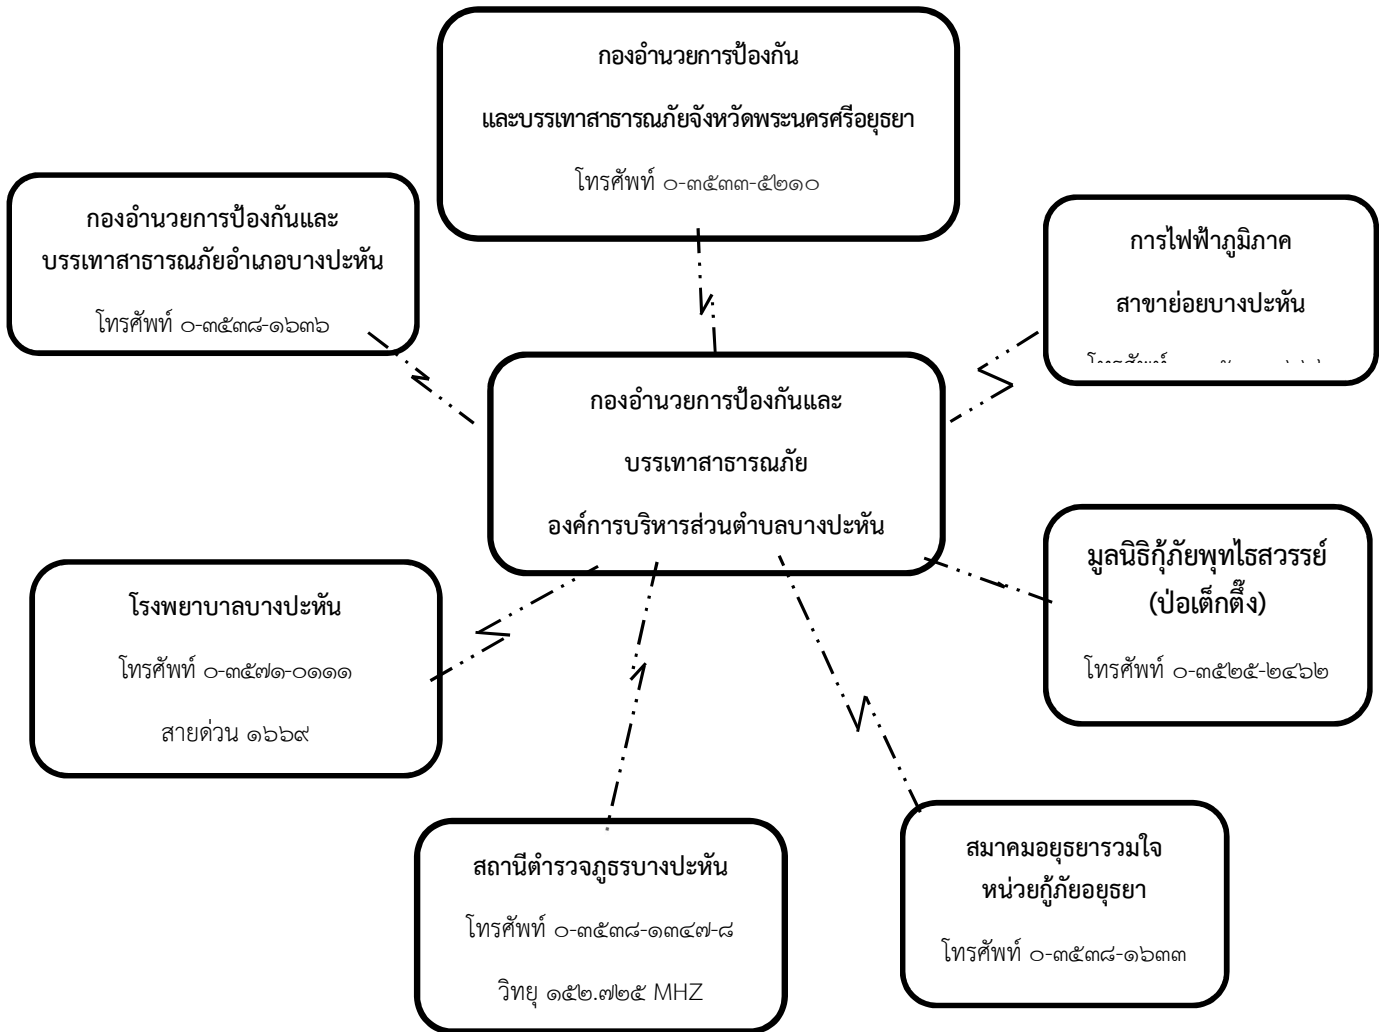 กองอำนวยการป้องกัน
และบรรเทาสาธารณภัยจังหวัดพระนครศรีอยุธยา
โทรศัพท์ ๐-๓๕๓๓-๕๒๑๐
กองอำนวยการป้องกันและ
บรรเทาสาธารณภัยอำเภอบางปะหัน
โทรศัพท์ ๐-๓๕๓๘-๑๖๓๖
การไฟฟ้าภูมิภาค
สาขาย่อยบางปะหัน
โทรศัพท์
กองอำนวยการป้องกันและ
บรรเทาสาธารณภัย
องค์การบริหารส่วนตำบลบางปะหัน
มูลนิธิกุ้ภัยพุทไธสวรรย์
(ป่อเต็กตึ๊ง)
โทรศัพท์ ๐-๓๕๒๕-๒๔๖๒
โรงพยาบาลบางปะหัน
โทรศัพท์ ๐-๓๕๗๑-๐๑๑๑
สายด่วน ๑๖๖๙
สถานีตำรวจภูธรบางปะหัน
โทรศัพท์ ๐-๓๕๓๘-๑๓๔๗-๘
วิทยุ ๑๕๒.๗๒๕ MHZ
สมาคมอยุธยารวมใจ
หน่วยกู้ภัยอยุธยา
โทรศัพท์ ๐-๓๕๓๘-๑๖๓๓